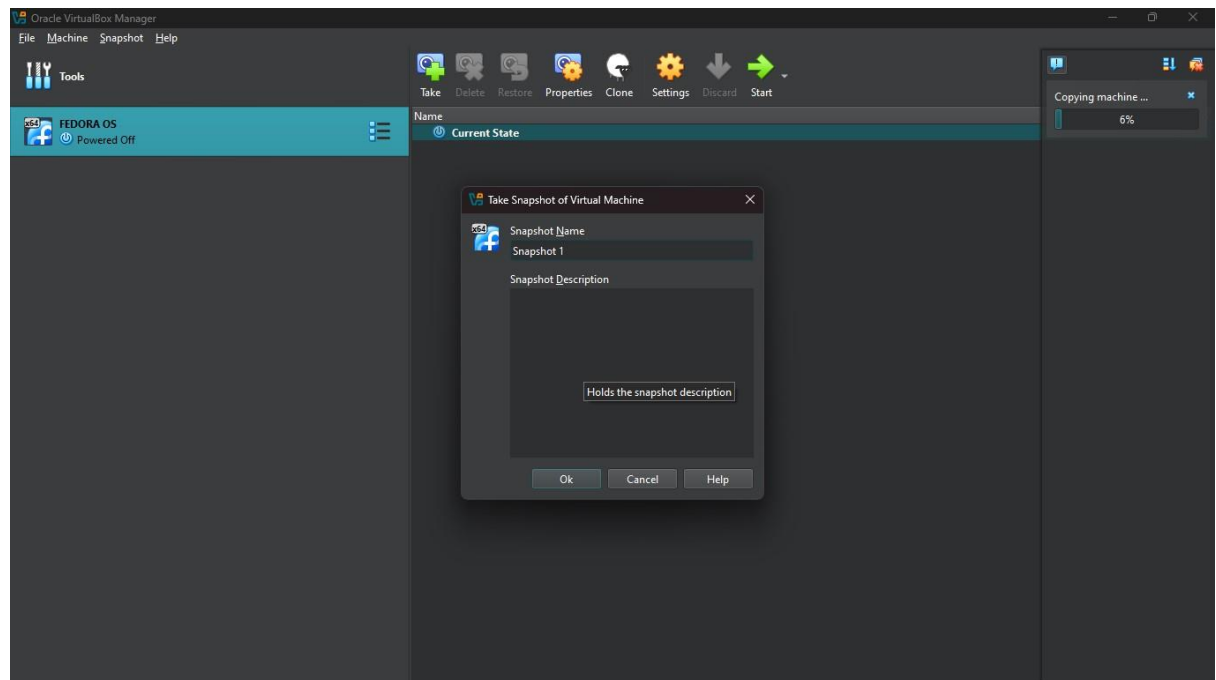 Oracle VirtualBox Manager
File Machine Snapshot Help
Tools
Take Delete Restore Properties Clone Settings Discard Start
Copying machine ...
6%
x64
FEDORA OS
Powered Off
Name
Current State
Take Snapshot of Virtual Machine
x64
Snapshot Name
Snapshot 1
Snapshot Description
Holds the snapshot description
Ok Cancel Help